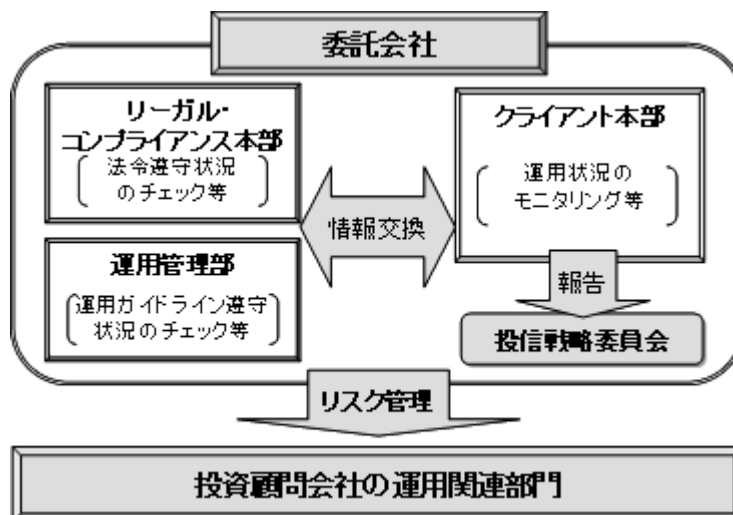 委託会社
リーガル・
コンプライアンス本部
法令遵守状況
のチェック等
運用管理部
運用ガイドライン遵守
状況のチェック等
情報交換
クライアント本部
運用状況の
モニタリング等
報告
投信戦略委員会
リスク管理
投資顧問会社の運用関連部門